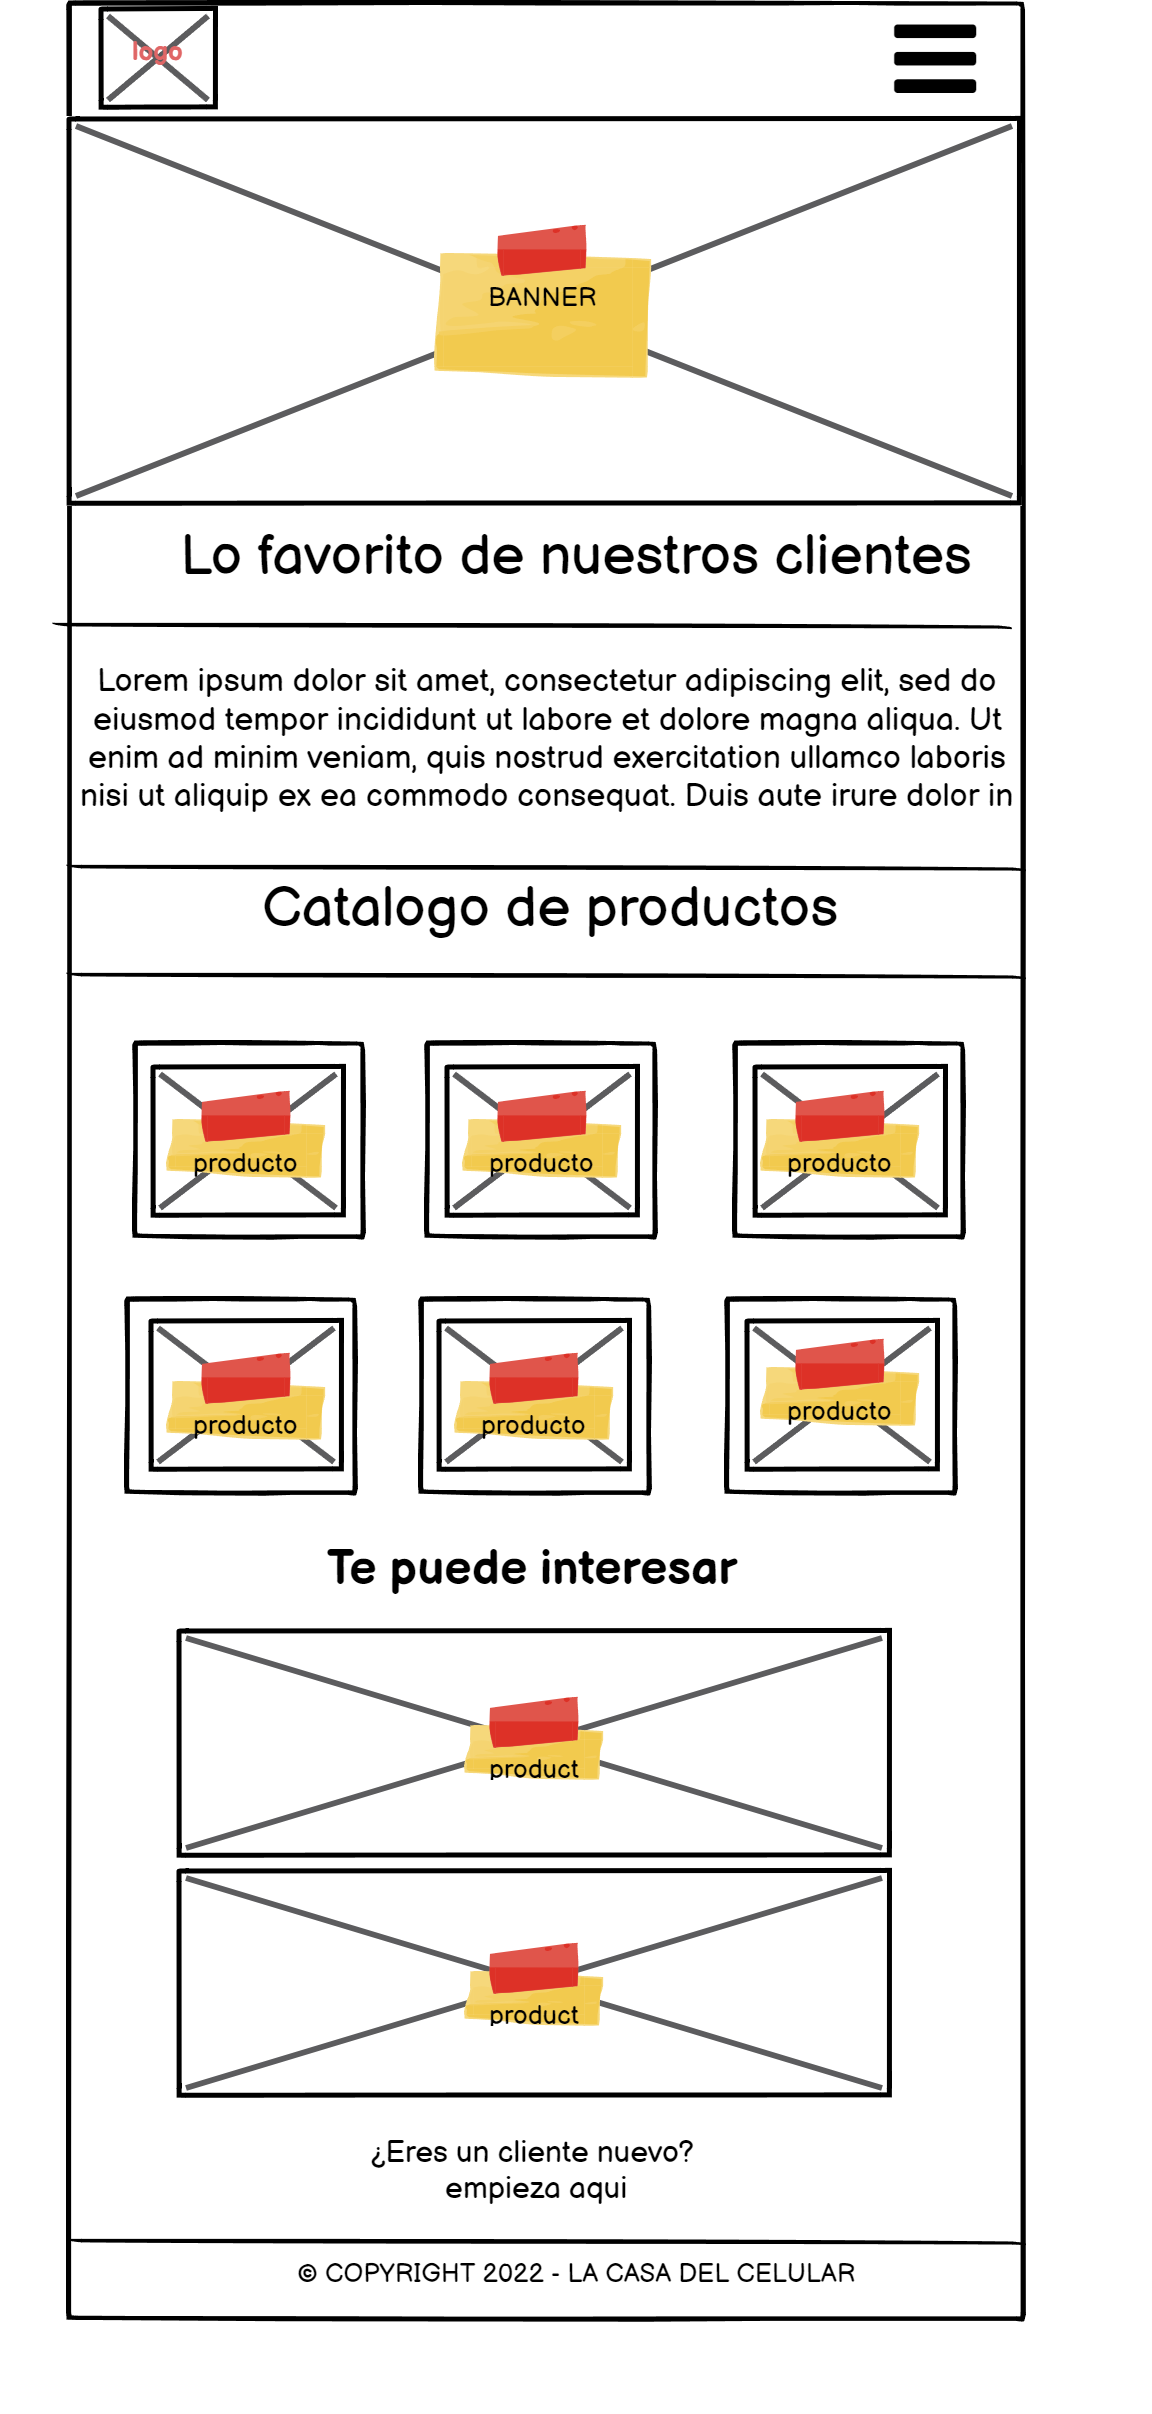 logo
BANNER
Lo favorito de nuestros clientes
Lorem ipsum dolor sit amet, consectetur adipiscing elit, sed do
eiusmod tempor incididunt ut labore et dolore magna aliqua. Ut
enim ad minim veniam, quis nostrud exercitation ullamco laboris
nisi ut aliquip ex ea commodo consequat. Duis aute irure dolor in
Catalogo de productos
producto
producto
producto
producto
producto
producto
Te puede interesar
product
product
¿Eres un cliente nuevo?
empieza aqui
© COPYRIGHT 2022 - LA CASA DEL CELULAR